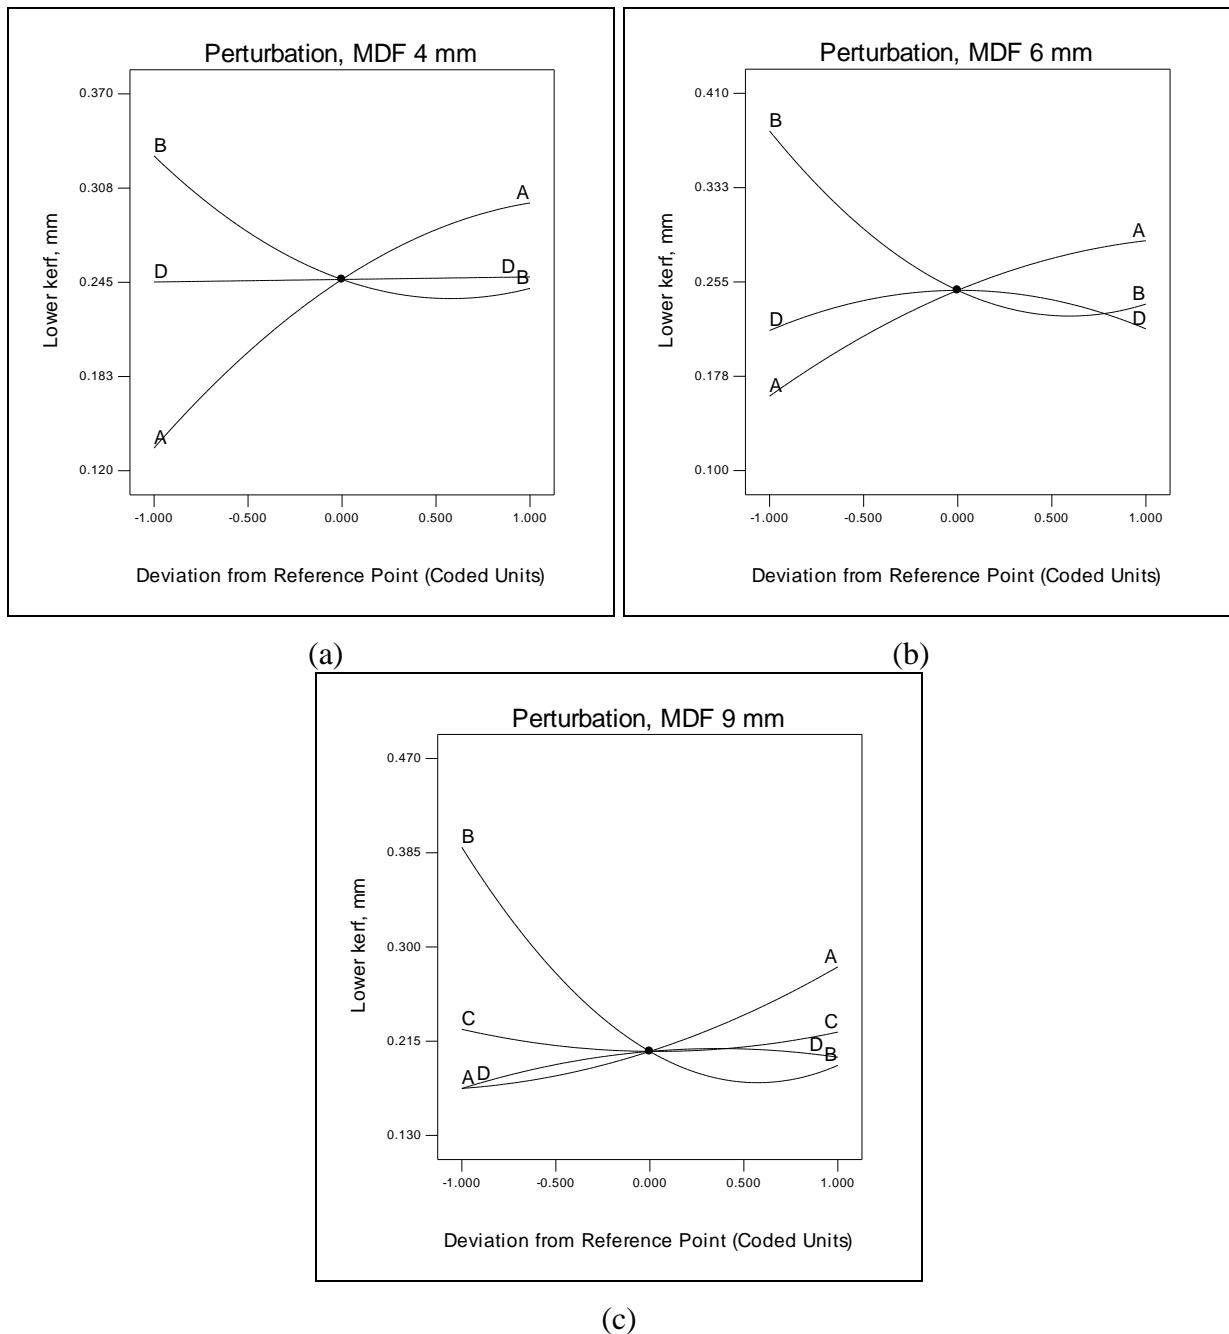 Perturbation, MDF 4 mm
0.370
0.308
0.245
0.183
0.120
Lower kerf, mm
B
A
D
D
B
A
-1.000 -0.500 0.000 0.500 1.000
Deviation from Reference Point (Coded Units)
(a)
Perturbation, MDF 6 mm
0.410
0.333
0.255
0.178
0.100
Lower kerf, mm
B
A
B
D
D
A
-1.000 -0.500 0.000 0.500 1.000
Deviation from Reference Point (Coded Units)
(b)
Perturbation, MDF 9 mm
0.470
0.385
0.300
0.215
0.130
Lower kerf, mm
B
A
C
C
D
B
A D
-1.000 -0.500 0.000 0.500 1.000
Deviation from Reference Point (Coded Units)
(c)